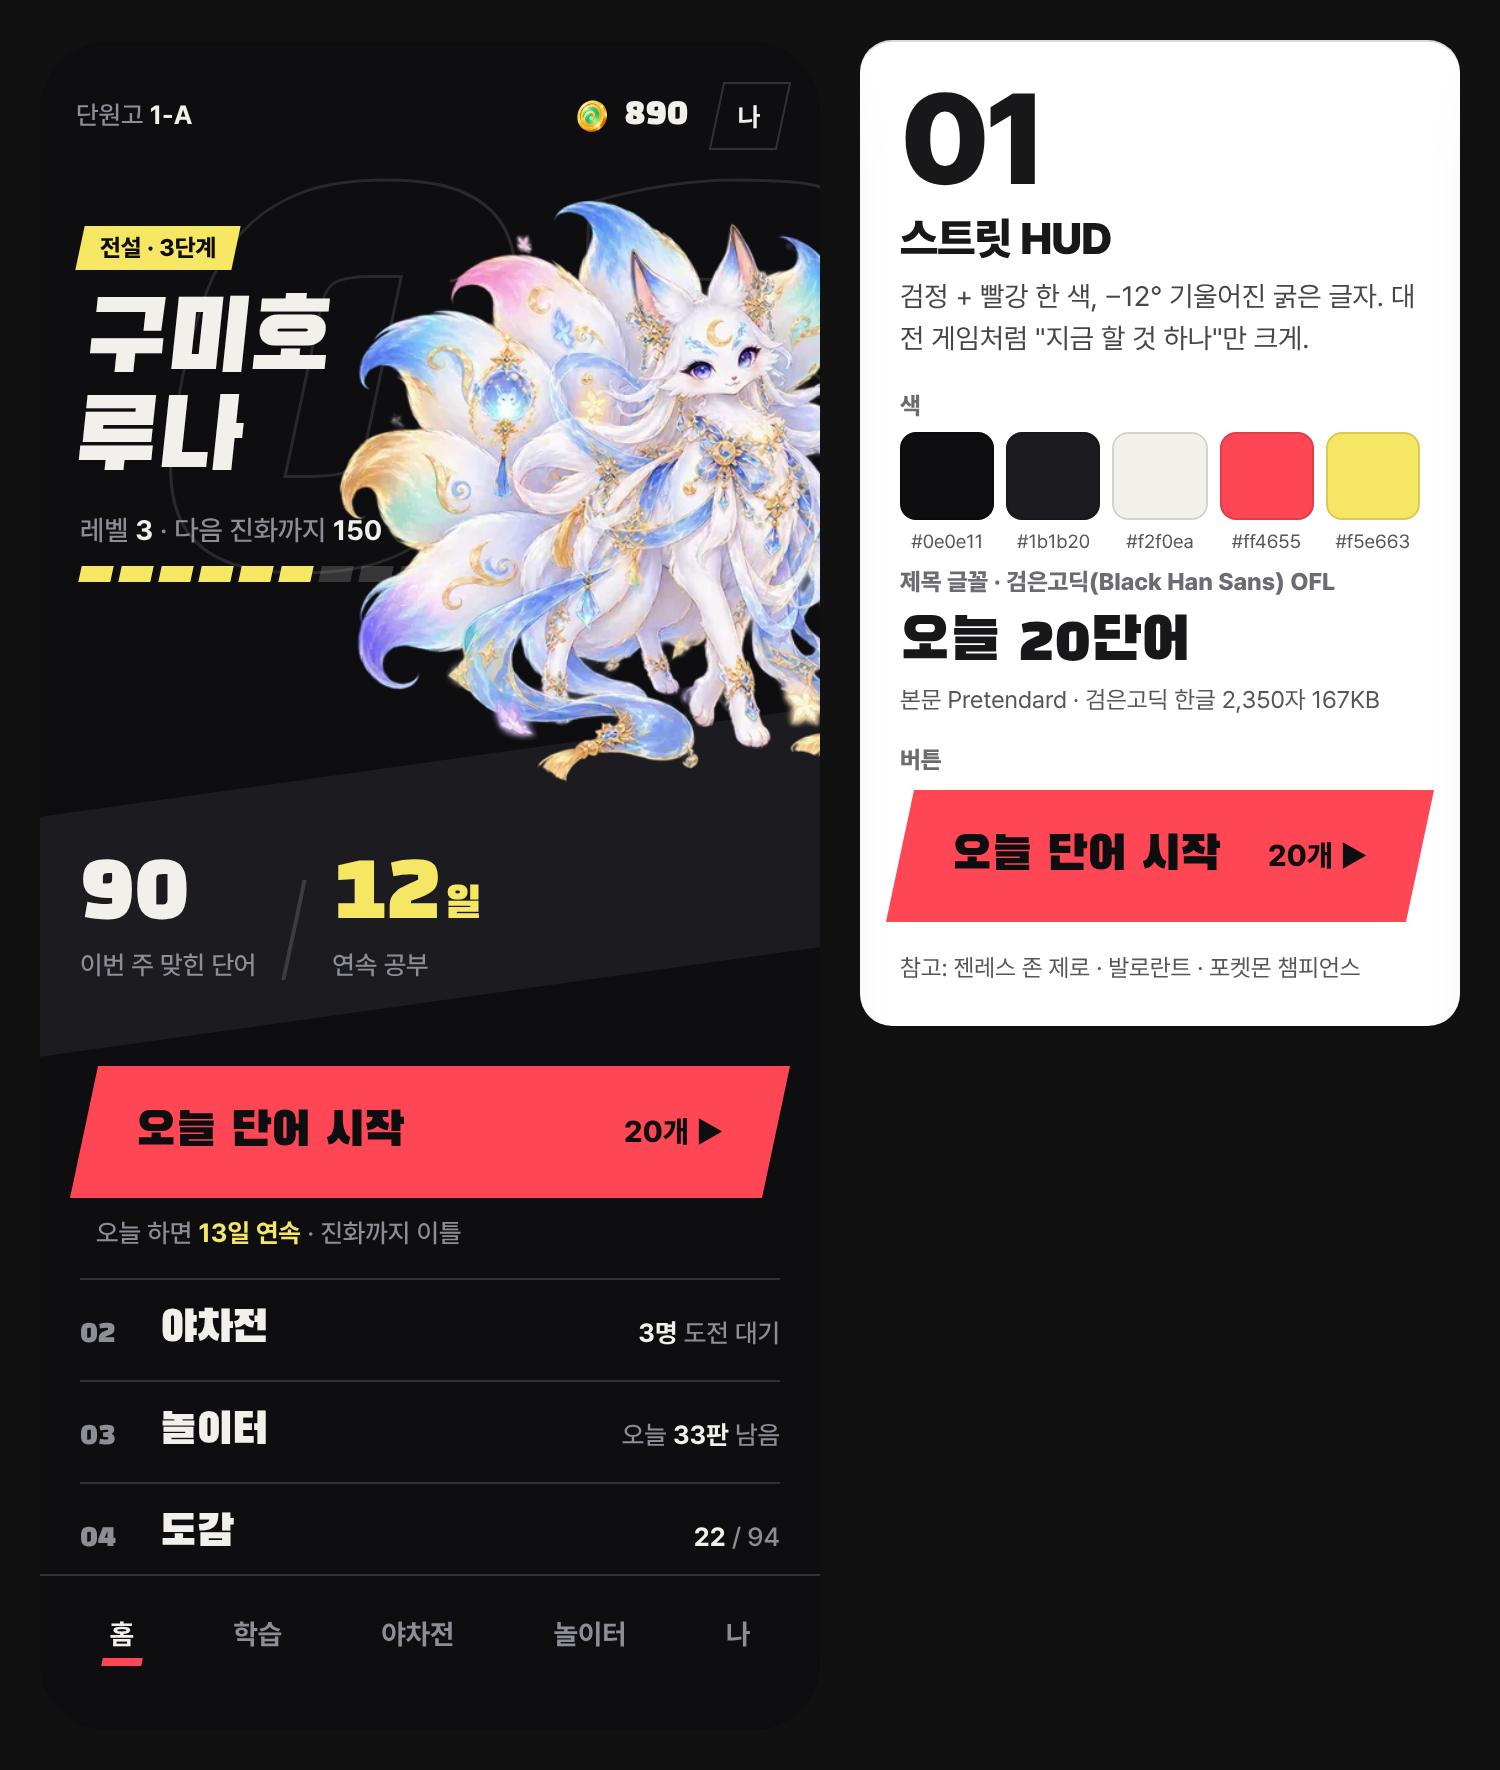 단원고 1-A
890
나
전설 · 3단계
구미호
루나
레벨 3 · 다음 진화까지 150
90
이번 주 맞힌 단어
12일
연속 공부
오늘 단어 시작
20개 ▶
오늘 하면 13일 연속 · 진화까지 이틀
02 야차전 3명 도전 대기
03 놀이터 오늘 33판 남음
04 도감 22 / 94
홈 학습 야차전 놀이터 나
01
스트릿 HUD
검정 + 빨강 한 색, −12° 기울어진 굵은 글자. 대
전 게임처럼 "지금 할 것 하나"만 크게.
색
#0e0e11 #1b1b20 #f2f0ea #ff4655 #f5e663
제목 글꼴 · 검은고딕(Black Han Sans) OFL
오늘 20단어
본문 Pretendard · 검은고딕 한글 2,350자 167KB
버튼
오늘 단어 시작 20개 ▶
참고: 젠레스 존 제로 · 발로란트 · 포켓몬 챔피언스